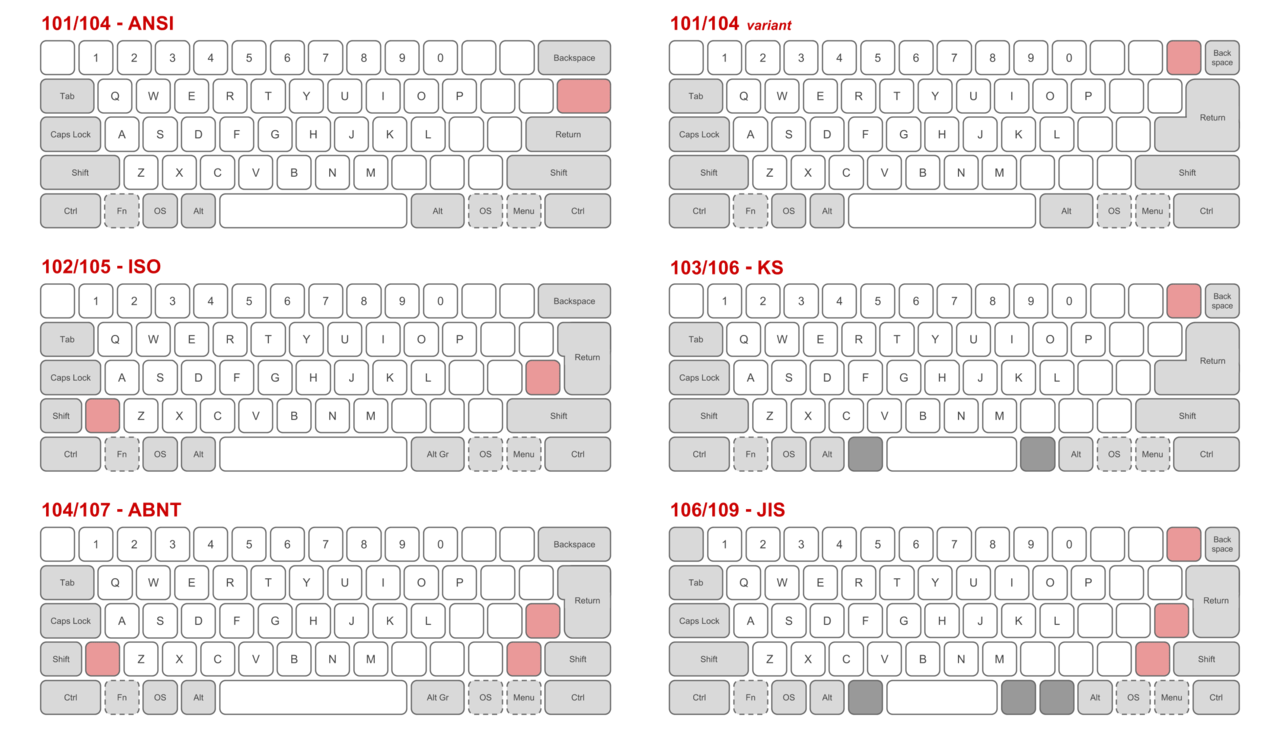 101/104 - ANSI
1 2 3 4 5 6 7 8 9 0 Backspace
Tab Q W E R T Y U I O P
Caps Lock A S D F G H J K L Return
Shift Z X C V B N M Shift
Ctrl Fn OS Alt Alt OS Menu Ctrl
101/104 variant
1 2 3 4 5 6 7 8 9 0 Back space
Tab Q W E R T Y U I O P
Return
Caps Lock A S D F G H J K L
Shift Z X C V B N M Shift
Ctrl Fn OS Alt Alt OS Menu Ctrl
102/105 - ISO
1 2 3 4 5 6 7 8 9 0 Backspace
Tab Q W E R T Y U I O P
Return
Caps Lock A S D F G H J K L
Shift Z X C V B N M Shift
Ctrl Fn OS Alt Alt Gr OS Menu Ctrl
103/106 - KS
1 2 3 4 5 6 7 8 9 0 Back space
Tab Q W E R T Y U I O P
Return
Caps Lock A S D F G H J K L
Shift Z X C V B N M Shift
Ctrl Fn OS Alt Alt OS Menu Ctrl
104/107 - ABNT
1 2 3 4 5 6 7 8 9 0 Backspace
Tab Q W E R T Y U I O P
Return
Caps Lock A S D F G H J K L
Shift Z X C V B N M Shift
Ctrl Fn OS Alt Alt Gr OS Menu Ctrl
106/109 - JIS
1 2 3 4 5 6 7 8 9 0 Back space
Tab Q W E R T Y U I O P
Return
Caps Lock A S D F G H J K L
Shift Z X C V B N M Shift
Ctrl Fn OS Alt Alt OS Menu Ctrl